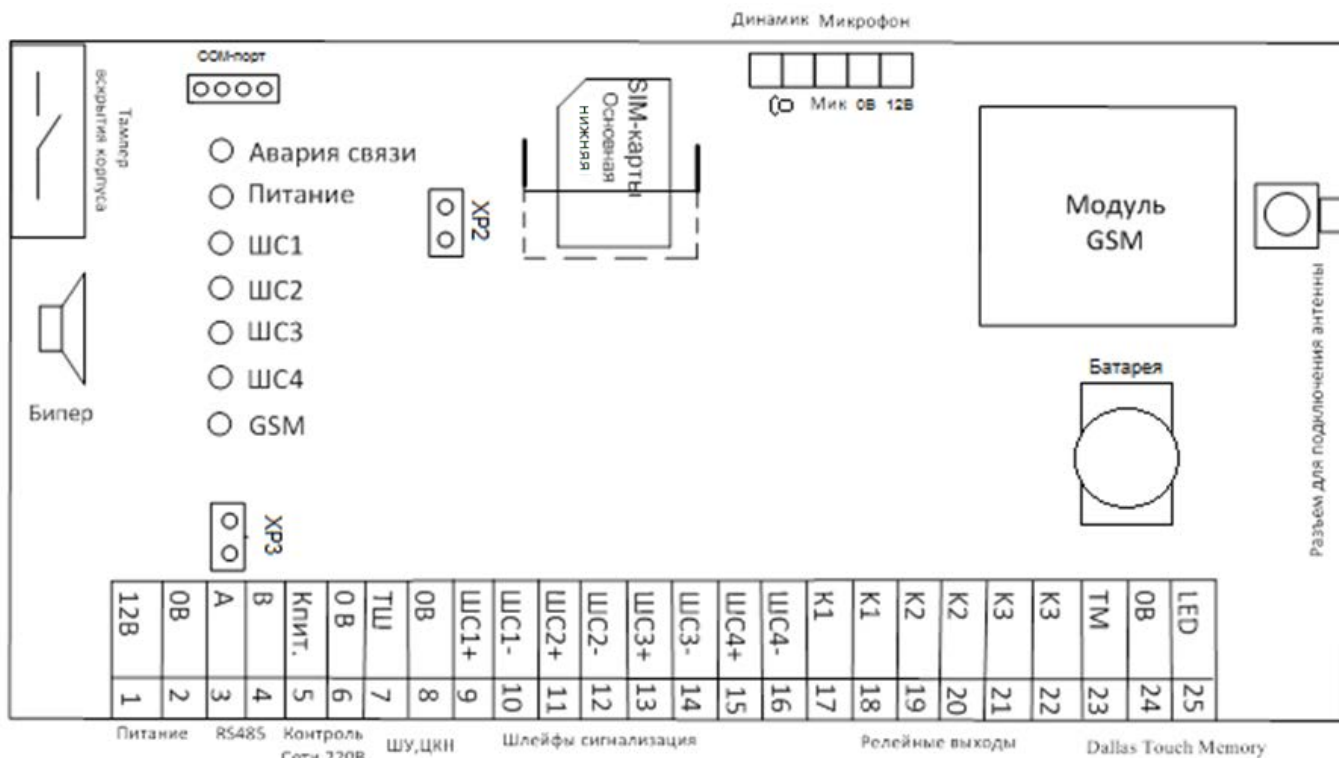 Динамик Микрофон
COM-порт
Тампер
вскрытия корпуса
SIM-карты
Основная
нижняя
Мик 0В 12В
Авария связи
Питание
XP2
ШС1
ШС2
ШС3
ШС4
GSM
Бипер
Модуль
GSM
Разъем для подключения антенны
Батарея
XP3
12В
0В
А
В
Кпит.
0 В
ТШ
0В
ШС1+
ШС1-
ШС2+
ШС2-
ШС3+
ШС3-
ШС4+
ШС4-
К1
К1
К2
К2
К3
К3
ТМ
0В
LED
1 2 3 4 5 6 7 8 9 10 11 12 13 14 15 16 17 18 19 20 21 22 23 24 25
Питание RS485 Контроль ШУ,ЦКН Шлейфы сигнализация Релейные выходы Dallas Touch Memory
Сети 220В